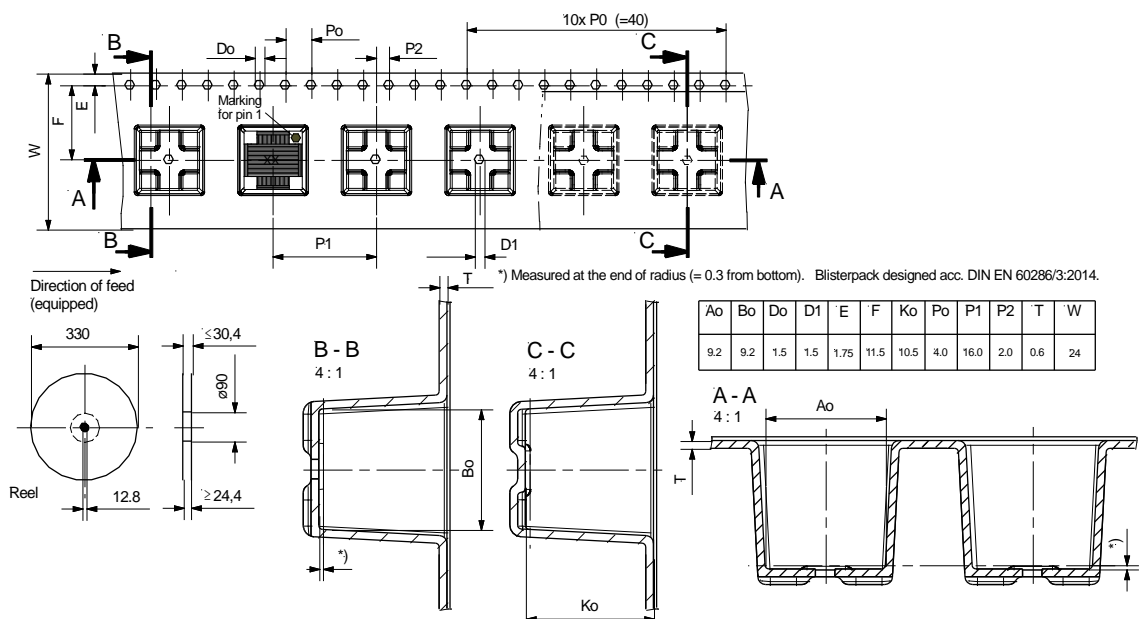 B
C
10x P0 (=40)
Do
Po
P2
E
F
W
Marking
for pin 1
XX
A
A
B
C
P1
D1
*) Measured at the end of radius (= 0.3 from bottom). Blisterpack designed acc. DIN EN 60286/3:2014.
Direction of feed
(equipped)
T
330
≤30,4
ø90
Reel
12.8
≥24,4
B - B
4 : 1
C - C
4 : 1
Bo
*)
Ko
Ao Bo Do D1 E F Ko Po P1 P2 T W
9.2 9.2 1.5 1.5 1.75 11.5 10.5 4.0 16.0 2.0 0.6 24
A - A
4 : 1
Ao
T
*)